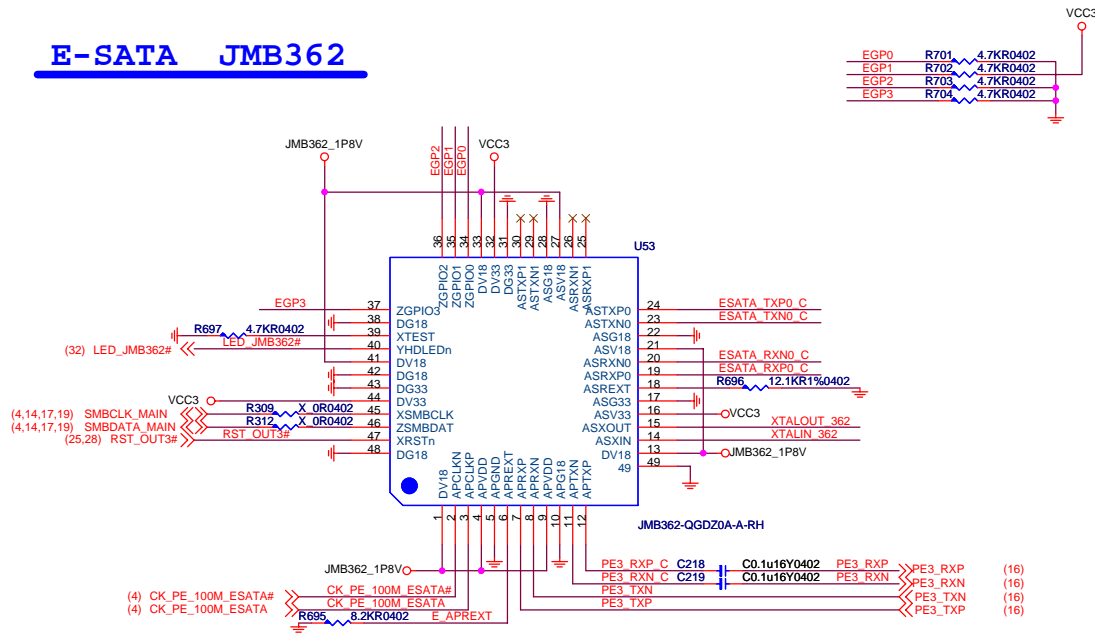 E-SATA JMB362
VCC3
EGP0 R701 4.7KR0402
EGP1 R702 4.7KR0402
EGP2 R703 4.7KR0402
EGP3 R704 4.7KR0402
JMB362_1P8V
VCC3
EGP2
EGP1
EGP0
36 35 34 33 32 31 30 29 28 27 26 25
U53
ZGPIO2
ZGPIO1
ZGPIO0
DV18
DV33
DG33
ASTXP1
ASTXN1
ASG18
ASV18
ASRXN1
ASRXP1
EGP3 37 ZGPIO3
38 DG18
R697 4.7KR0402 39 XTEST
(32) LED_JMB362# LED_JMB362# 40 YHDLEDn
41 DV18
42 DG18
43 DG33
VCC3 44 DV33
(4,14,17,19) SMBCLK_MAIN R309 X_0R0402 45 XSMBCLK
(4,14,17,19) SMBDATA_MAIN R312 X_0R0402 46 ZSMBDAT
(25,28) RST_OUT3# RST_OUT3# 47 XRSTn
48 DG18
ASTXP0 24 ESATA_TXP0_C
ASTXN0 23 ESATA_TXN0_C
ASG18 22
ASV18 21
ASRXN0 20 ESATA_RXN0_C
ASRXP0 19 ESATA_RXP0_C
ASREXT 18 R696 12.1KR1%0402
ASG33 17
ASV33 16 VCC3
ASXOUT 15 XTALOUT_362
ASXIN 14 XTALIN_362
DV18 13 JMB362_1P8V
49 49
DV18
APCLKN
APCLKP
APVDD
APGND
APREXT
APRXP
APRXN
APVDD
APG18
APTXN
APTXP
1 2 3 4 5 6 7 8 9 10 11 12
JMB362-QGDZ0A-A-RH
JMB362_1P8V
PE3_RXP_C C218 C0.1u16Y0402 PE3_RXP PE3_RXP (16)
PE3_RXN_C C219 C0.1u16Y0402 PE3_RXN PE3_RXN (16)
PE3_TXN PE3_TXN (16)
PE3_TXP PE3_TXP (16)
(4) CK_PE_100M_ESATA# CK_PE_100M_ESATA#
(4) CK_PE_100M_ESATA CK_PE_100M_ESATA
R695 8.2KR0402 E_APREXT